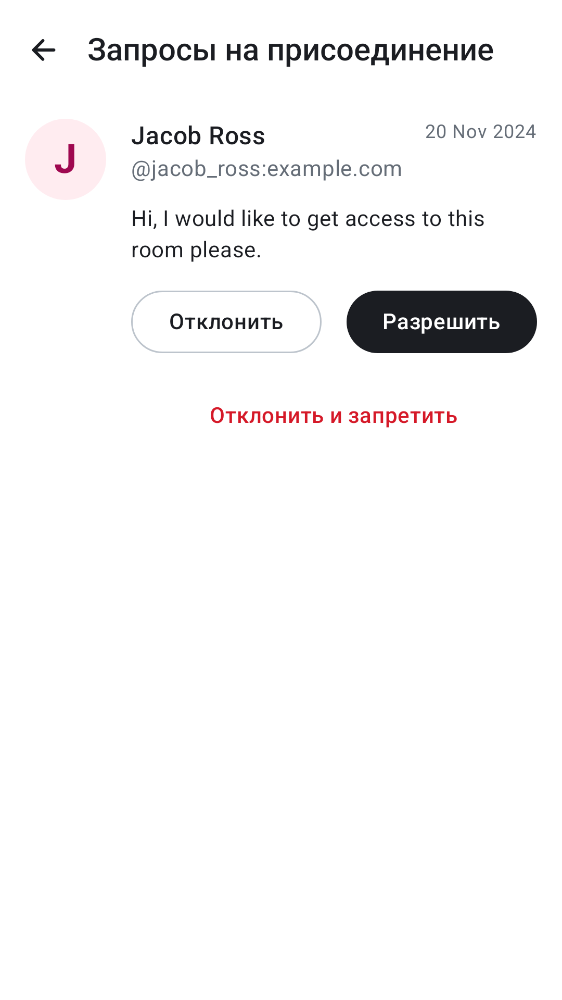 Запросы на присоединение
J
Jacob Ross
20 Nov 2024
@jacob_ross:example.com
Hi, I would like to get access to this
room please.
Отклонить
Разрешить
Отклонить и запретить